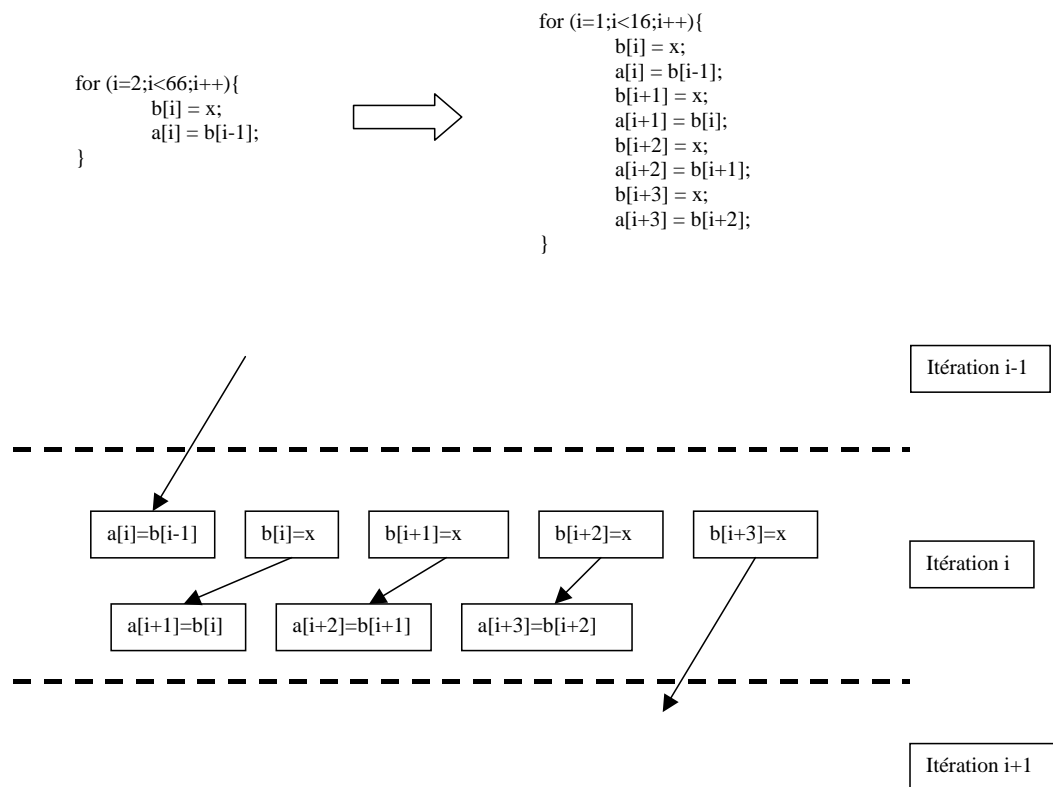 for (i=2;i<66;i++){
b[i] = x;
a[i] = b[i-1];
}
for (i=1;i<16;i++){
b[i] = x;
a[i] = b[i-1];
b[i+1] = x;
a[i+1] = b[i];
b[i+2] = x;
a[i+2] = b[i+1];
b[i+3] = x;
a[i+3] = b[i+2];
}
Itération i-1
a[i]=b[i-1]
b[i]=x
b[i+1]=x
b[i+2]=x
b[i+3]=x
Itération i
a[i+1]=b[i]
a[i+2]=b[i+1]
a[i+3]=b[i+2]
Itération i+1